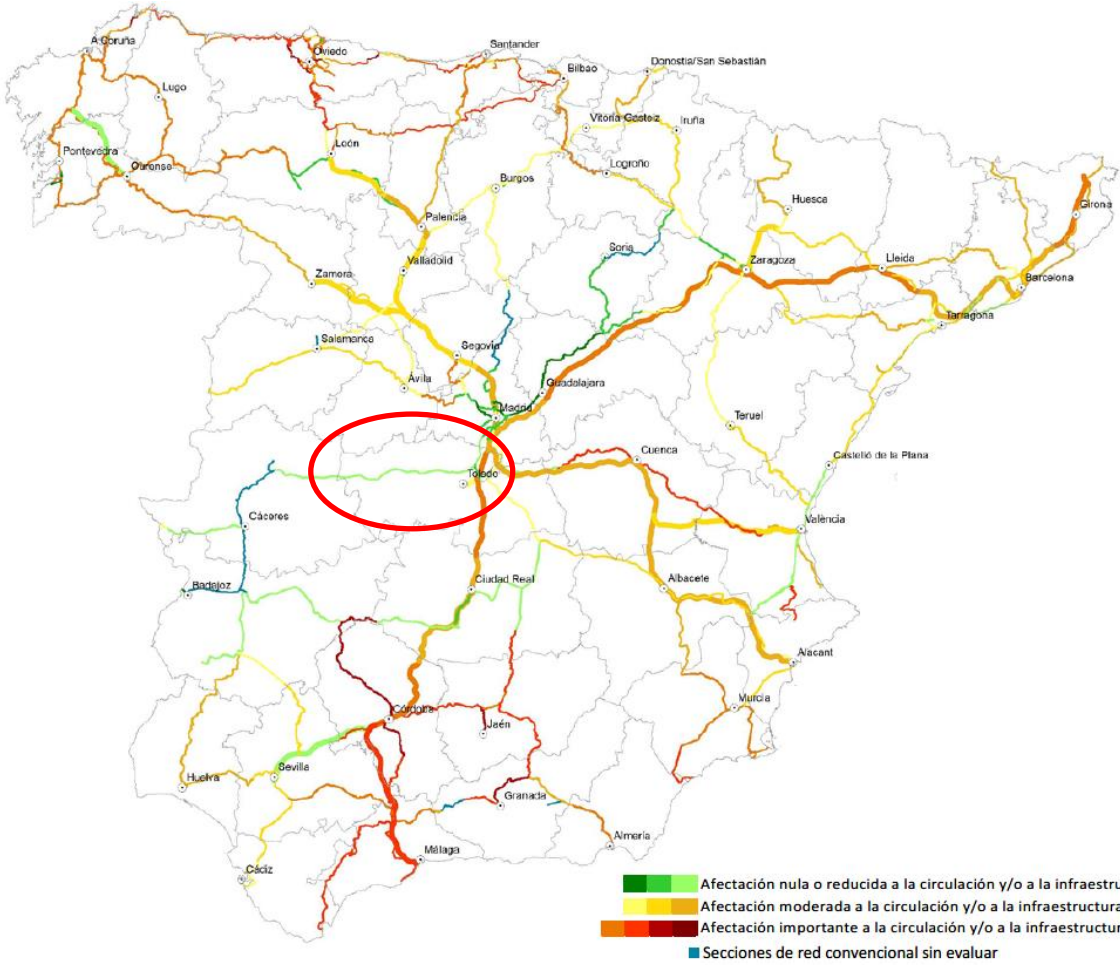 A Coruña
Oviedo
Santander
Bilbao
Donostia/San Sebastián
Lugo
Vitoria-Gasteiz
Iruña
Pontevedra
Ourense
León
Logroño
Burgos
Huesca
Girona
Palencia
Soria
Zaragoza
Lleida
Barcelona
Valladolid
Zamora
Tarragona
Salamanca
Segovia
Ávila
Guadalajara
Madrid
Teruel
Cuenca
Castelló de la Plana
Toledo
Cáceres
València
Badajoz
Ciudad Real
Albacete
Alacant
Murcia
Córdoba
Jaén
Huelva
Sevilla
Granada
Almería
Málaga
Cádiz
Afectación nula o reducida a la circulación y/o a la infraestru
Afectación moderada a la circulación y/o a la infraestructura
Afectación importante a la circulación y/o a la infraestructur
Secciones de red convencional sin evaluar